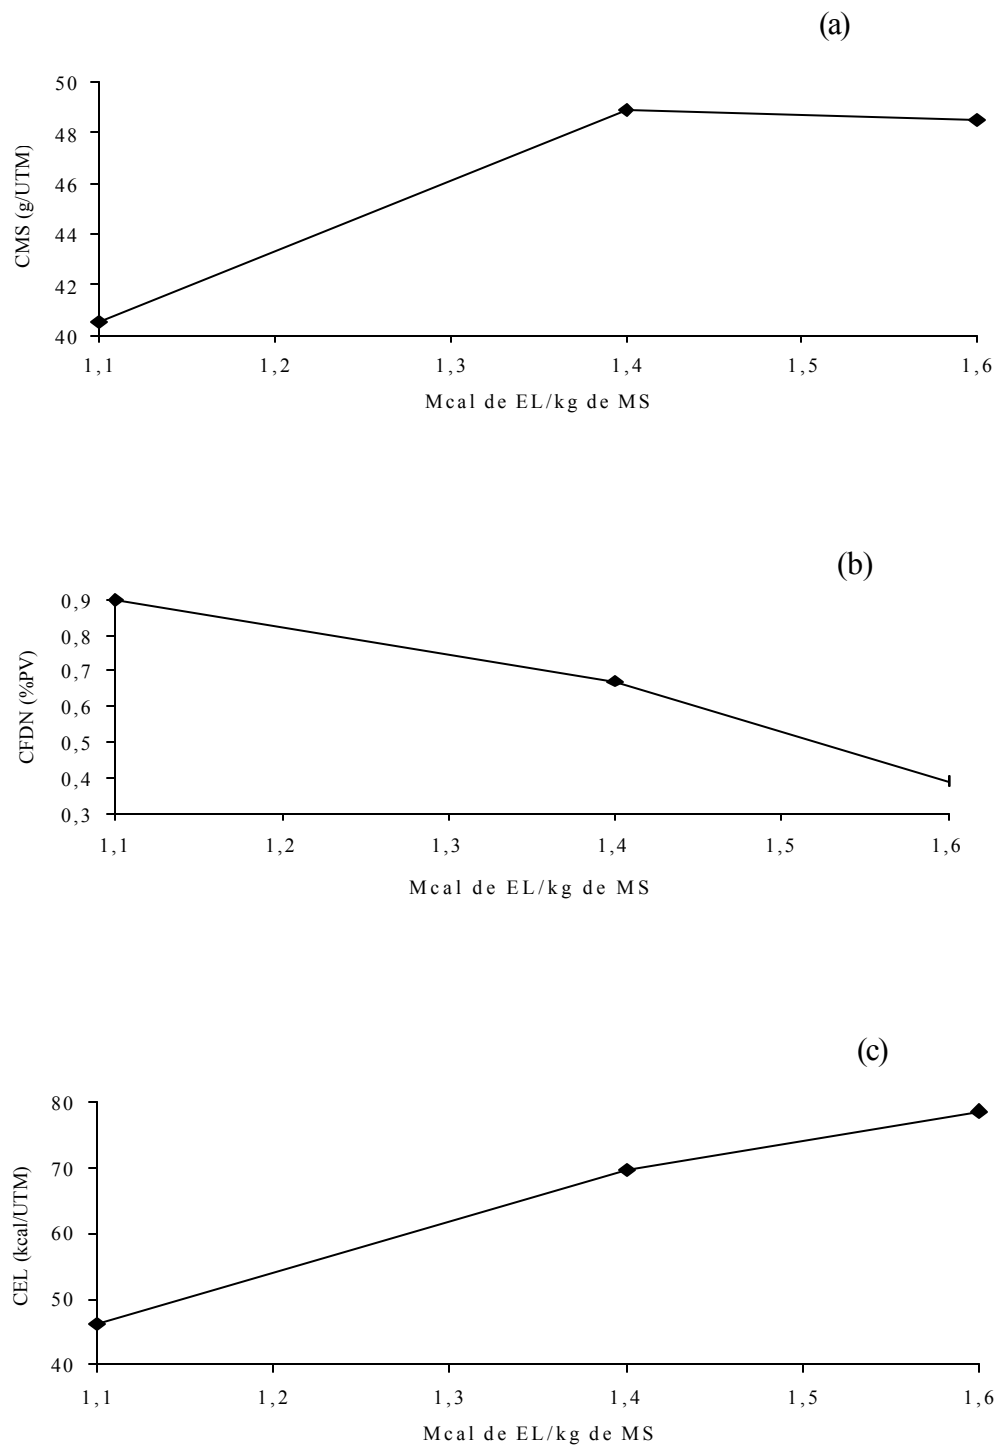 (a)
50
48
46
44
42
40
CMS (g/UTM)
1,1 1,2 1,3 1,4 1,5 1,6
Mcal de EL/kg de MS
(b)
0,9
0,8
0,7
0,6
0,5
0,4
0,3
CFDN (%PV)
1,1 1,2 1,3 1,4 1,5 1,6
Mcal de EL/kg de MS
(c)
80
70
60
50
40
CEL (kcal/UTM)
1,1 1,2 1,3 1,4 1,5 1,6
Mcal de EL/kg de MS